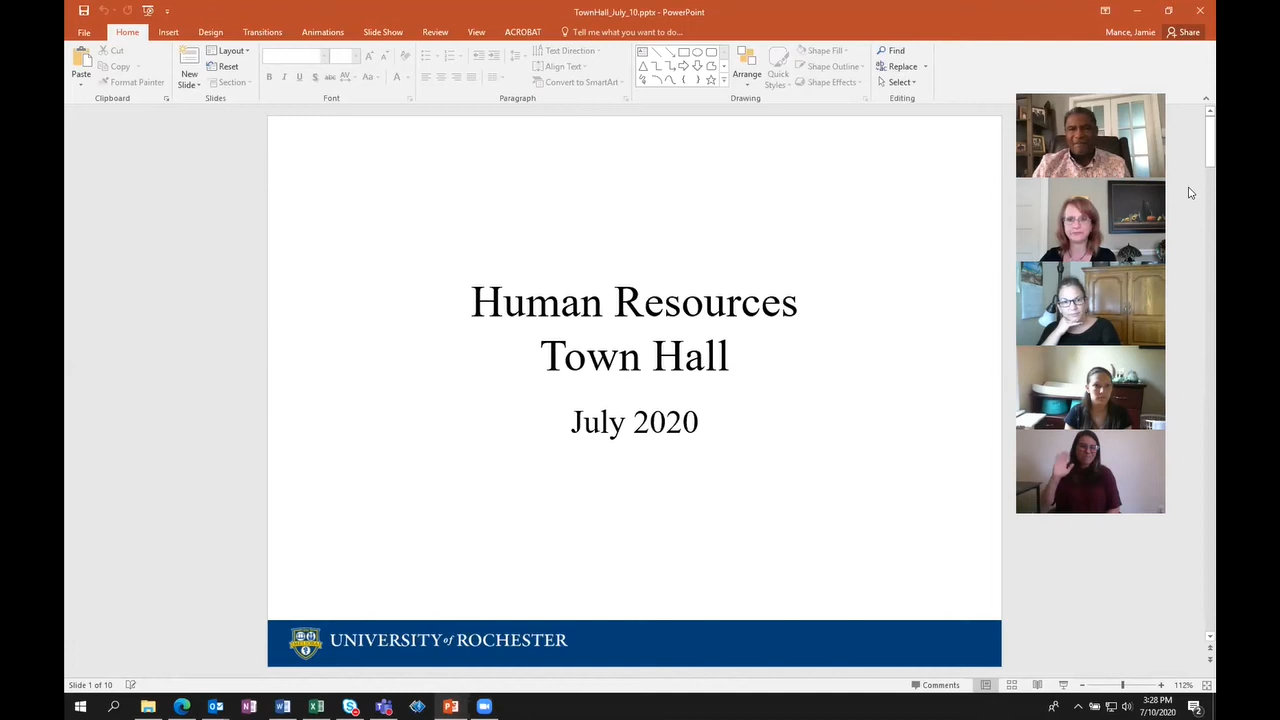 TownHall_July_10.pptx - PowerPoint
File Home Insert Design Transitions Animations Slide Show Review View ACROBAT Tell me what you want to do... Mance, Jamie Share
Paste
Cut
Copy
Format Painter
Clipboard
New
Slide
Layout
Reset
Section
Slides
B I U S abc AV Aa A
Font
Text Direction
Align Text
Convert to SmartArt
Paragraph
Arrange
Quick
Styles
Shape Fill
Shape Outline
Shape Effects
Drawing
Find
Replace
Select
Editing
Human Resources
Town Hall
July 2020
UNIVERSITY of ROCHESTER
Slide 1 of 10 Comments 112%
3:28 PM
7/10/2020
2